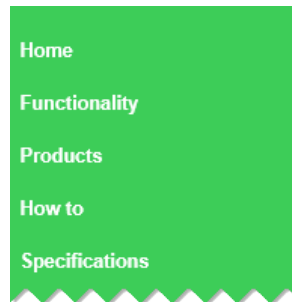 Home
Functionality
Products
How to
Specifications